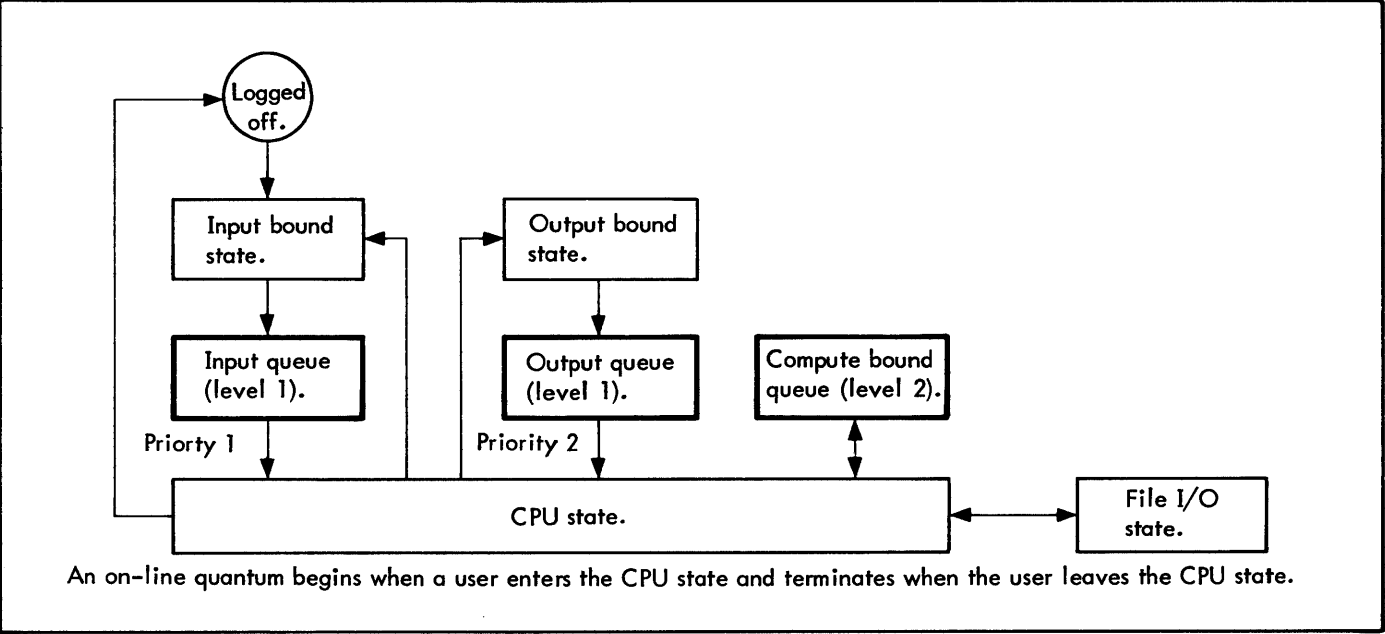 Logged
off.
Input bound
state.
Output bound
state.
Input queue
(level 1).
Output queue
(level 1).
Compute bound
queue (level 2).
Priorty 1
Priority 2
CPU state.
File I/O
state.
An on-line quantum begins when a user enters the CPU state and terminates when the user leaves the CPU state.